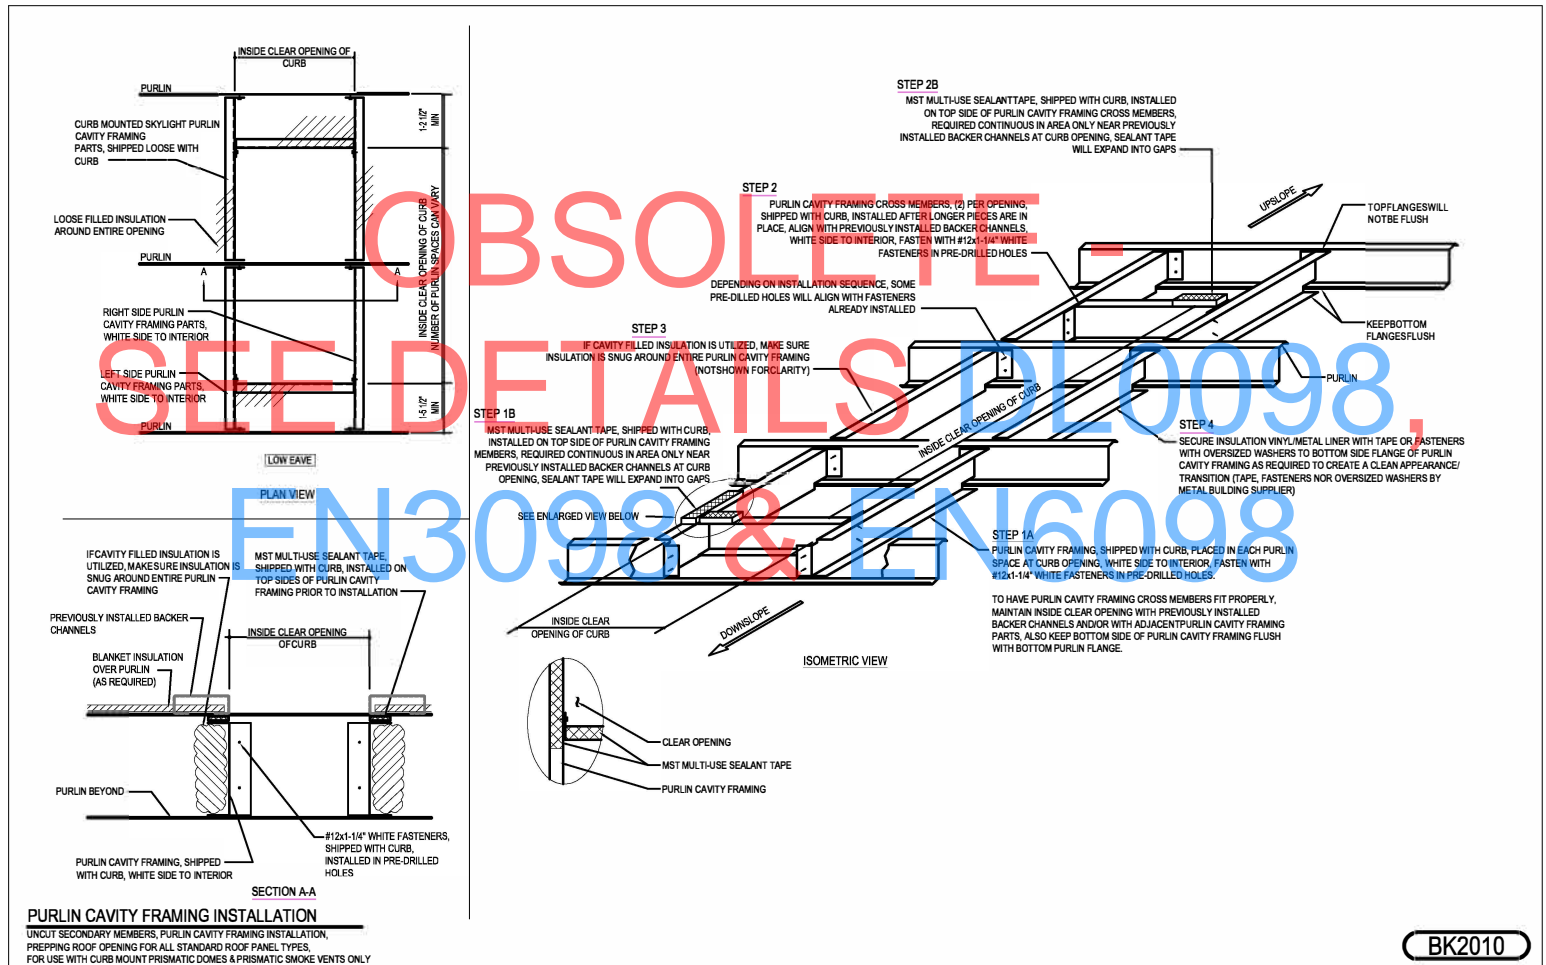 INSIDE CLEAR OPENING OF
CURB
PURLIN
CURB MOUNTED SKYLIGHT PURLIN
CAVITY FRAMING
PARTS, SHIPPED LOOSE WITH
CURB
LOOSE FILLED INSULATION
AROUND ENTIRE OPENING
PURLIN
A
A
RIGHT SIDE PURLIN
CAVITY FRAMING PARTS,
WHITE SIDE TO INTERIOR
LEFT SIDE PURLIN
CAVITY FRAMING PARTS,
WHITE SIDE TO INTERIOR
PURLIN
1-2 1/2"
MIN
INSIDE CLEAR OPENING OF CURB
NUMBER OF PURLIN SPACES CAN VARY
1-5 1/2"
MIN
LOW EAVE
PLAN VIEW
OBSOLETE -
SEE DETAILS DL0098,
EN3098 & EN6098
STEP 2B
MST MULTI-USE SEALANTTAPE, SHIPPED WITH CURB, INSTALLED
ON TOP SIDE OF PURLIN CAVITY FRAMING CROSS MEMBERS,
REQUIRED CONTINUOUS IN AREA ONLY NEAR PREVIOUSLY
INSTALLED BACKER CHANNELS AT CURB OPENING, SEALANT TAPE
WILL EXPAND INTO GAPS
STEP 2
PURLIN CAVITY FRAMING CROSS MEMBERS, (2) PER OPENING,
SHIPPED WITH CURB, INSTALLED AFTER LONGER PIECES ARE IN
PLACE, ALIGN WITH PREVIOUSLY INSTALLED BACKER CHANNELS,
WHITE SIDE TO INTERIOR, FASTEN WITH #12x1-1/4" WHITE
FASTENERS IN PRE-DRILLED HOLES
UPSLOPE
TOPFLANGESWILL
NOTBE FLUSH
DEPENDING ON INSTALLATION SEQUENCE, SOME
PRE-DILLED HOLES WILL ALIGN WITH FASTENERS
ALREADY INSTALLED
KEEPBOTTOM
FLANGESFLUSH
STEP 3
IF CAVITY FILLED INSULATION IS UTILIZED, MAKE SURE
INSULATION IS SNUG AROUND ENTIRE PURLIN CAVITY FRAMING
(NOTSHOWN FORCLARITY)
PURLIN
INSIDE CLEAR OPENING OF CURB
STEP 1B
MST MULTI-USE SEALANT TAPE, SHIPPED WITH CURB,
INSTALLED ON TOP SIDE OF PURLIN CAVITY FRAMING
MEMBERS, REQUIRED CONTINUOUS IN AREA ONLY NEAR
PREVIOUSLY INSTALLED BACKER CHANNELS AT CURB
OPENING, SEALANT TAPE WILL EXPAND INTO GAPS
SEE ENLARGED VIEW BELOW
STEP 4
SECURE INSULATION VINYL/METAL LINER WITH TAPE OR FASTENERS
WITH OVERSIZED WASHERS TO BOTTOM SIDE FLANGE OF PURLIN
CAVITY FRAMING AS REQUIRED TO CREATE A CLEAN APPEARANCE/
TRANSITION (TAPE, FASTENERS NOR OVERSIZED WASHERS BY
METAL BUILDING SUPPLIER)
STEP 1A
PURLIN CAVITY FRAMING, SHIPPED WITH CURB, PLACED IN EACH PURLIN
SPACE AT CURB OPENING, WHITE SIDE TO INTERIOR, FASTEN WITH
#12x1-1/4" WHITE FASTENERS IN PRE-DRILLED HOLES.
TO HAVE PURLIN CAVITY FRAMING CROSS MEMBERS FIT PROPERLY,
MAINTAIN INSIDE CLEAR OPENING WITH PREVIOUSLY INSTALLED
BACKER CHANNELS AND/OR WITH ADJACENTPURLIN CAVITY FRAMING
PARTS, ALSO KEEP BOTTOM SIDE OF PURLIN CAVITY FRAMING FLUSH
WITH BOTTOM PURLIN FLANGE.
INSIDE CLEAR
OPENING OF CURB
DOWNSLOPE
ISOMETRIC VIEW
CLEAR OPENING
MST MULTI-USE SEALANT TAPE
PURLIN CAVITY FRAMING
IF CAVITY FILLED INSULATION IS
UTILIZED, MAKE SURE INSULATION IS
SNUG AROUND ENTIRE PURLIN
CAVITY FRAMING
MST MULTI-USE SEALANT TAPE,
SHIPPED WITH CURB, INSTALLED ON
TOP SIDES OF PURLIN CAVITY
FRAMING PRIOR TO INSTALLATION
PREVIOUSLY INSTALLED BACKER
CHANNELS
INSIDE CLEAR OPENING
OFCURB
BLANKET INSULATION
OVER PURLIN
(AS REQUIRED)
PURLIN BEYOND
#12x1-1/4" WHITE FASTENERS,
SHIPPED WITH CURB,
INSTALLED IN PRE-DRILLED
HOLES
PURLIN CAVITY FRAMING, SHIPPED
WITH CURB, WHITE SIDE TO INTERIOR
SECTION A-A
PURLIN CAVITY FRAMING INSTALLATION
UNCUT SECONDARY MEMBERS, PURLIN CAVITY FRAMING INSTALLATION,
PREPPING ROOF OPENING FOR ALL STANDARD ROOF PANEL TYPES,
FOR USE WITH CURB MOUNT PRISMATIC DOMES & PRISMATIC SMOKE VENTS ONLY
BK2010